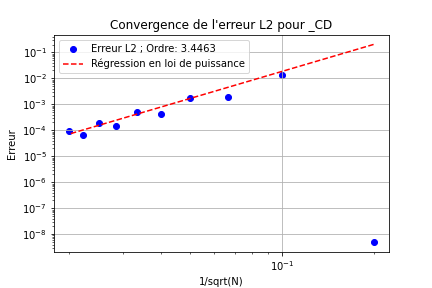 Convergence de l'erreur L2 pour _CD
Erreur L2 ; Ordre: 3.4463
Régression en loi de puissance
Erreur
10⁻¹
10⁻²
10⁻³
10⁻⁴
10⁻⁵
10⁻⁶
10⁻⁷
10⁻⁸
10⁻¹
1/sqrt(N)